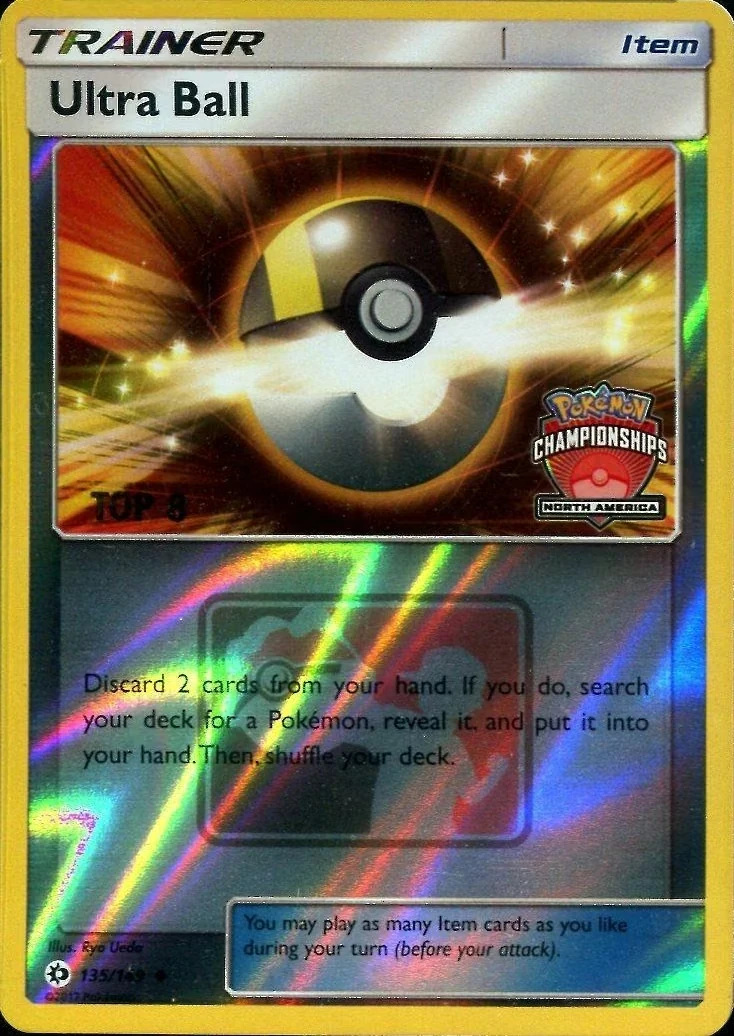 TRAINER
Item
Ultra Ball
Pokémon
CHAMPIONSHIPS
NORTH AMERICA
TOP 8
Discard 2 cards from your hand. If you do, search
your deck for a Pokémon, reveal it, and put it into
your hand. Then, shuffle your deck.
You may play as many Item cards as you like
during your turn (before your attack).
Illus. Ryo Ueda
135/149
©2017 Pokémon